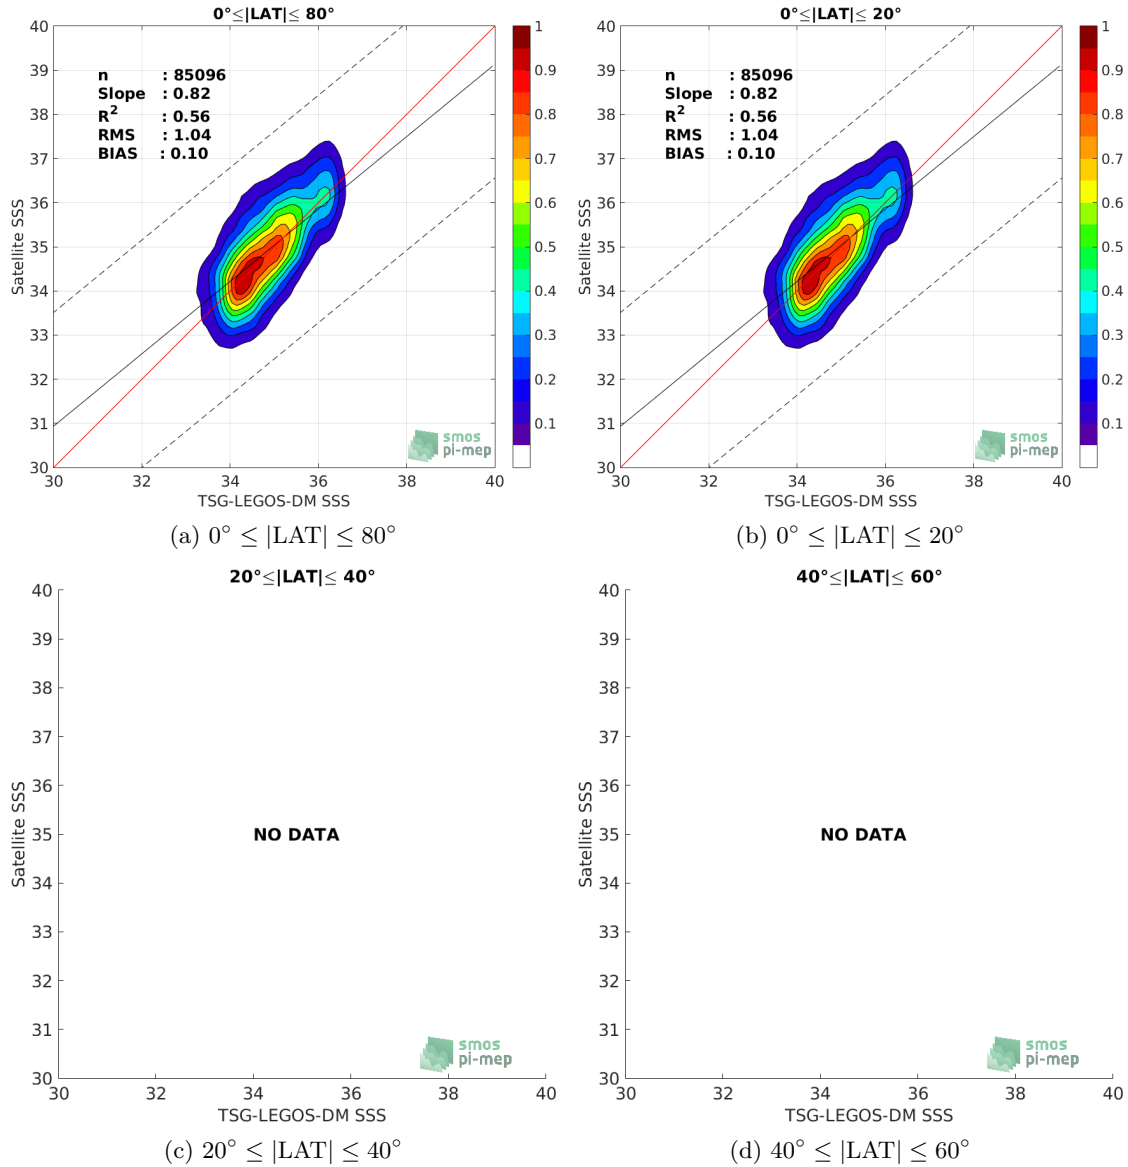 0°≤|LAT|≤ 80°
40
39
38
37
36
35
34
33
32
31
30
Satellite SSS
n : 85096
Slope : 0.82
R² : 0.56
RMS : 1.04
BIAS : 0.10
smos
pi-mep
30 32 34 36 38 40
TSG-LEGOS-DM SSS
1
0.9
0.8
0.7
0.6
0.5
0.4
0.3
0.2
0.1
(a) 0° ≤ |LAT| ≤ 80°
0°≤|LAT|≤ 20°
40
39
38
37
36
35
34
33
32
31
30
Satellite SSS
n : 85096
Slope : 0.82
R² : 0.56
RMS : 1.04
BIAS : 0.10
smos
pi-mep
30 32 34 36 38 40
TSG-LEGOS-DM SSS
1
0.9
0.8
0.7
0.6
0.5
0.4
0.3
0.2
0.1
(b) 0° ≤ |LAT| ≤ 20°
20°≤|LAT|≤ 40°
40
39
38
37
36
35
34
33
32
31
30
Satellite SSS
NO DATA
smos
pi-mep
30 32 34 36 38 40
TSG-LEGOS-DM SSS
(c) 20° ≤ |LAT| ≤ 40°
40°≤|LAT|≤ 60°
40
39
38
37
36
35
34
33
32
31
30
Satellite SSS
NO DATA
smos
pi-mep
30 32 34 36 38 40
TSG-LEGOS-DM SSS
(d) 40° ≤ |LAT| ≤ 60°